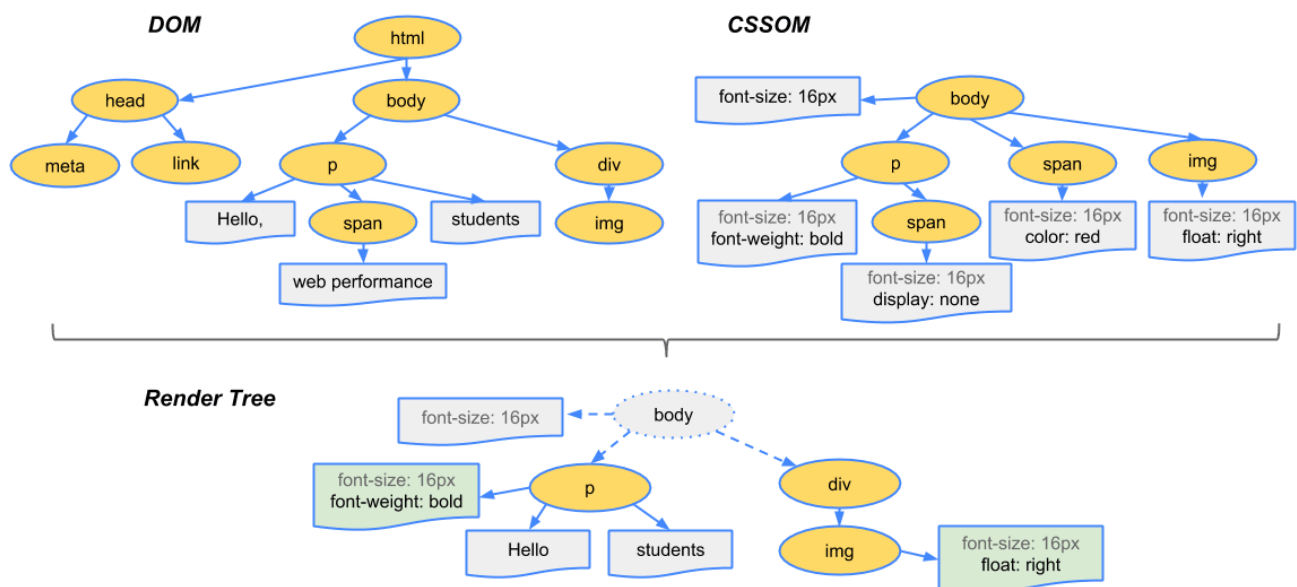 DOM
CSSOM
html
head
body
meta
link
p
div
Hello,
span
students
img
web performance
font-size: 16px
body
p
span
img
font-size: 16px
font-weight: bold
span
font-size: 16px
color: red
font-size: 16px
float: right
font-size: 16px
display: none
Render Tree
font-size: 16px
body
font-size: 16px
font-weight: bold
p
div
Hello
students
img
font-size: 16px
float: right